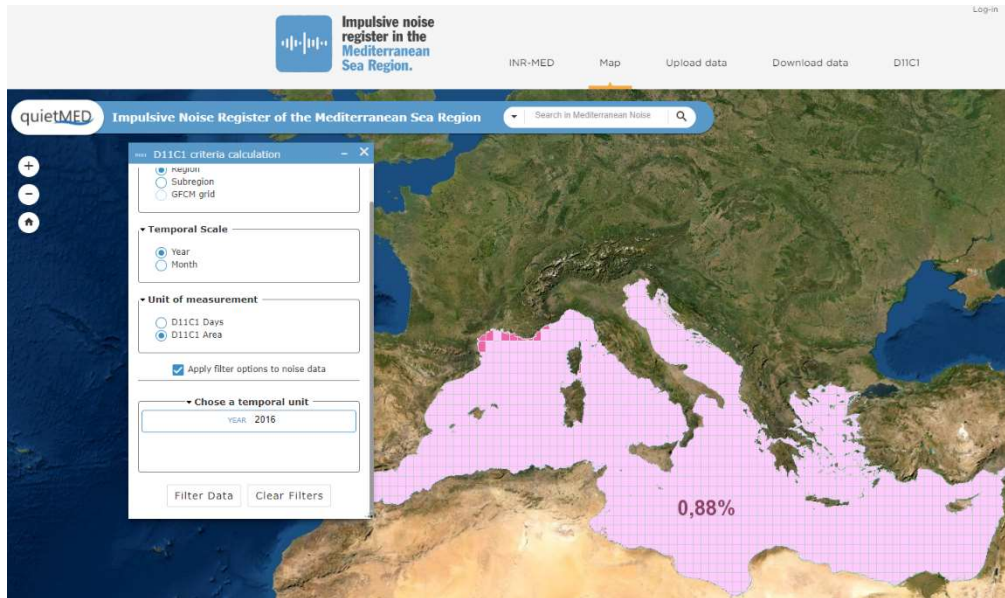 Log-in
Impulsive noise
register in the
Mediterranean
Sea Region.
INR-MED Map Upload data Download data D11C1
quietMED
Impulsive Noise Register of the Mediterranean Sea Region
Search in Mediterranean Noise
D11C1 criteria calculation
Region
Subregion
GFCM grid
Temporal Scale
Year
Month
Unit of measurement
D11C1 Days
D11C1 Area
Apply filter options to noise data
Chose a temporal unit
YEAR 2016
Filter Data Clear Filters
0,88%